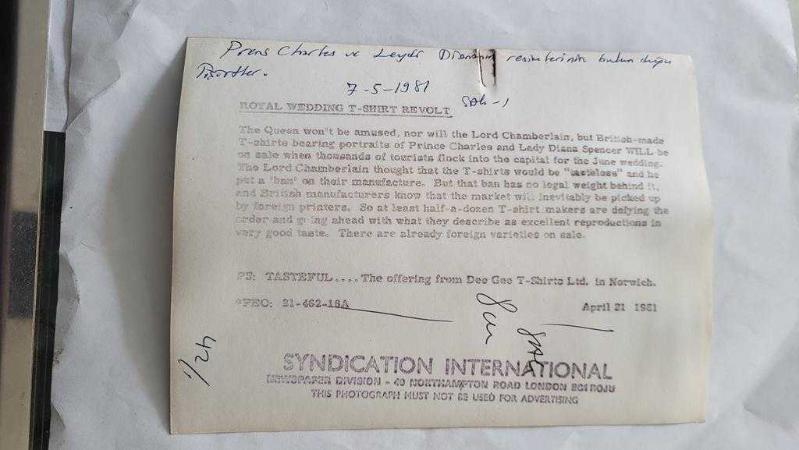 Prens Charles ve Leydi Diananın resimlerinin bulunduğu
Tişörtler.
7-5-1981
SAL-1
ROYAL WEDDING T-SHIRT REVOLT
The Queen won't be amused, nor will the Lord Chamberlain, but British-made
T-shirts bearing portraits of Prince Charles and Lady Diana Spencer WILL be
on sale when thousands of tourists flock into the capital for the June wedding.
The Lord Chamberlain thought that the T-shirts would be "tasteless" and he
put a 'ban' on their manufacture. But that ban has no legal weight behind it,
and British manufacturers know that the market will inevitably be picked up
by foreign printers. So at least half-a-dozen T-shirt makers are defying the
order and going ahead with what they describe as excellent reproductions in
very good taste. There are already foreign varieties on sale.
PS: TASTEFUL.... The offering from Dee Gee T-Shirts Ltd. in Norwich.
*FEO: 21-462-18A
April 21 1981
SYNDICATION INTERNATIONAL
NEWSPAPER DIVISION - 40 NORTHAMPTON ROAD LONDON EC1R0JU
THIS PHOTOGRAPH MUST NOT BE USED FOR ADVERTISING